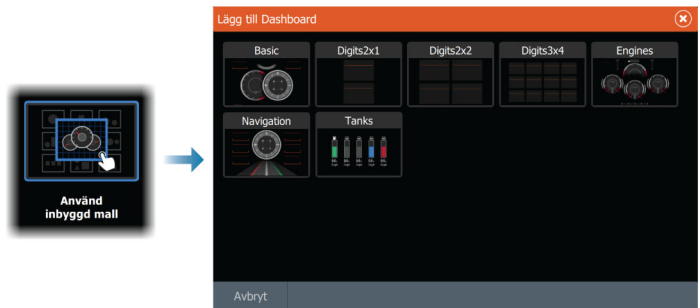 Lägg till Dashboard
Basic
Digits2x1
Digits2x2
Digits3x4
Engines
Navigation
Tanks
Använd
inbyggd mall
Avbryt